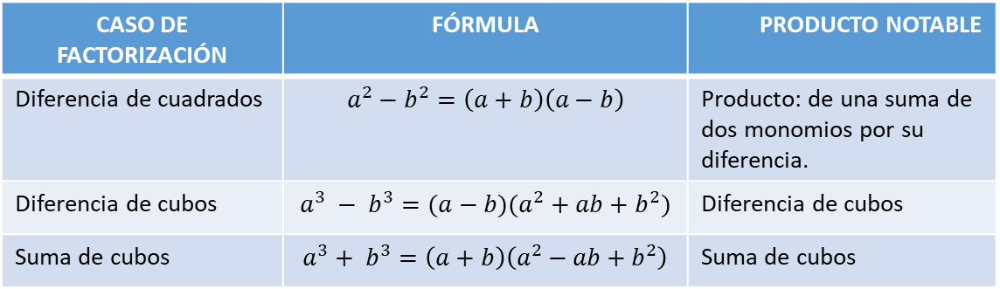 CASO DE
FACTORIZACIÓN
FÓRMULA
PRODUCTO NOTABLE
Diferencia de cuadrados
a² − b² = (a + b)(a − b)
Producto: de una suma de
dos monomios por su
diferencia.
Diferencia de cubos
a³ − b³ = (a − b)(a² + ab + b²)
Diferencia de cubos
Suma de cubos
a³ + b³ = (a + b)(a² − ab + b²)
Suma de cubos